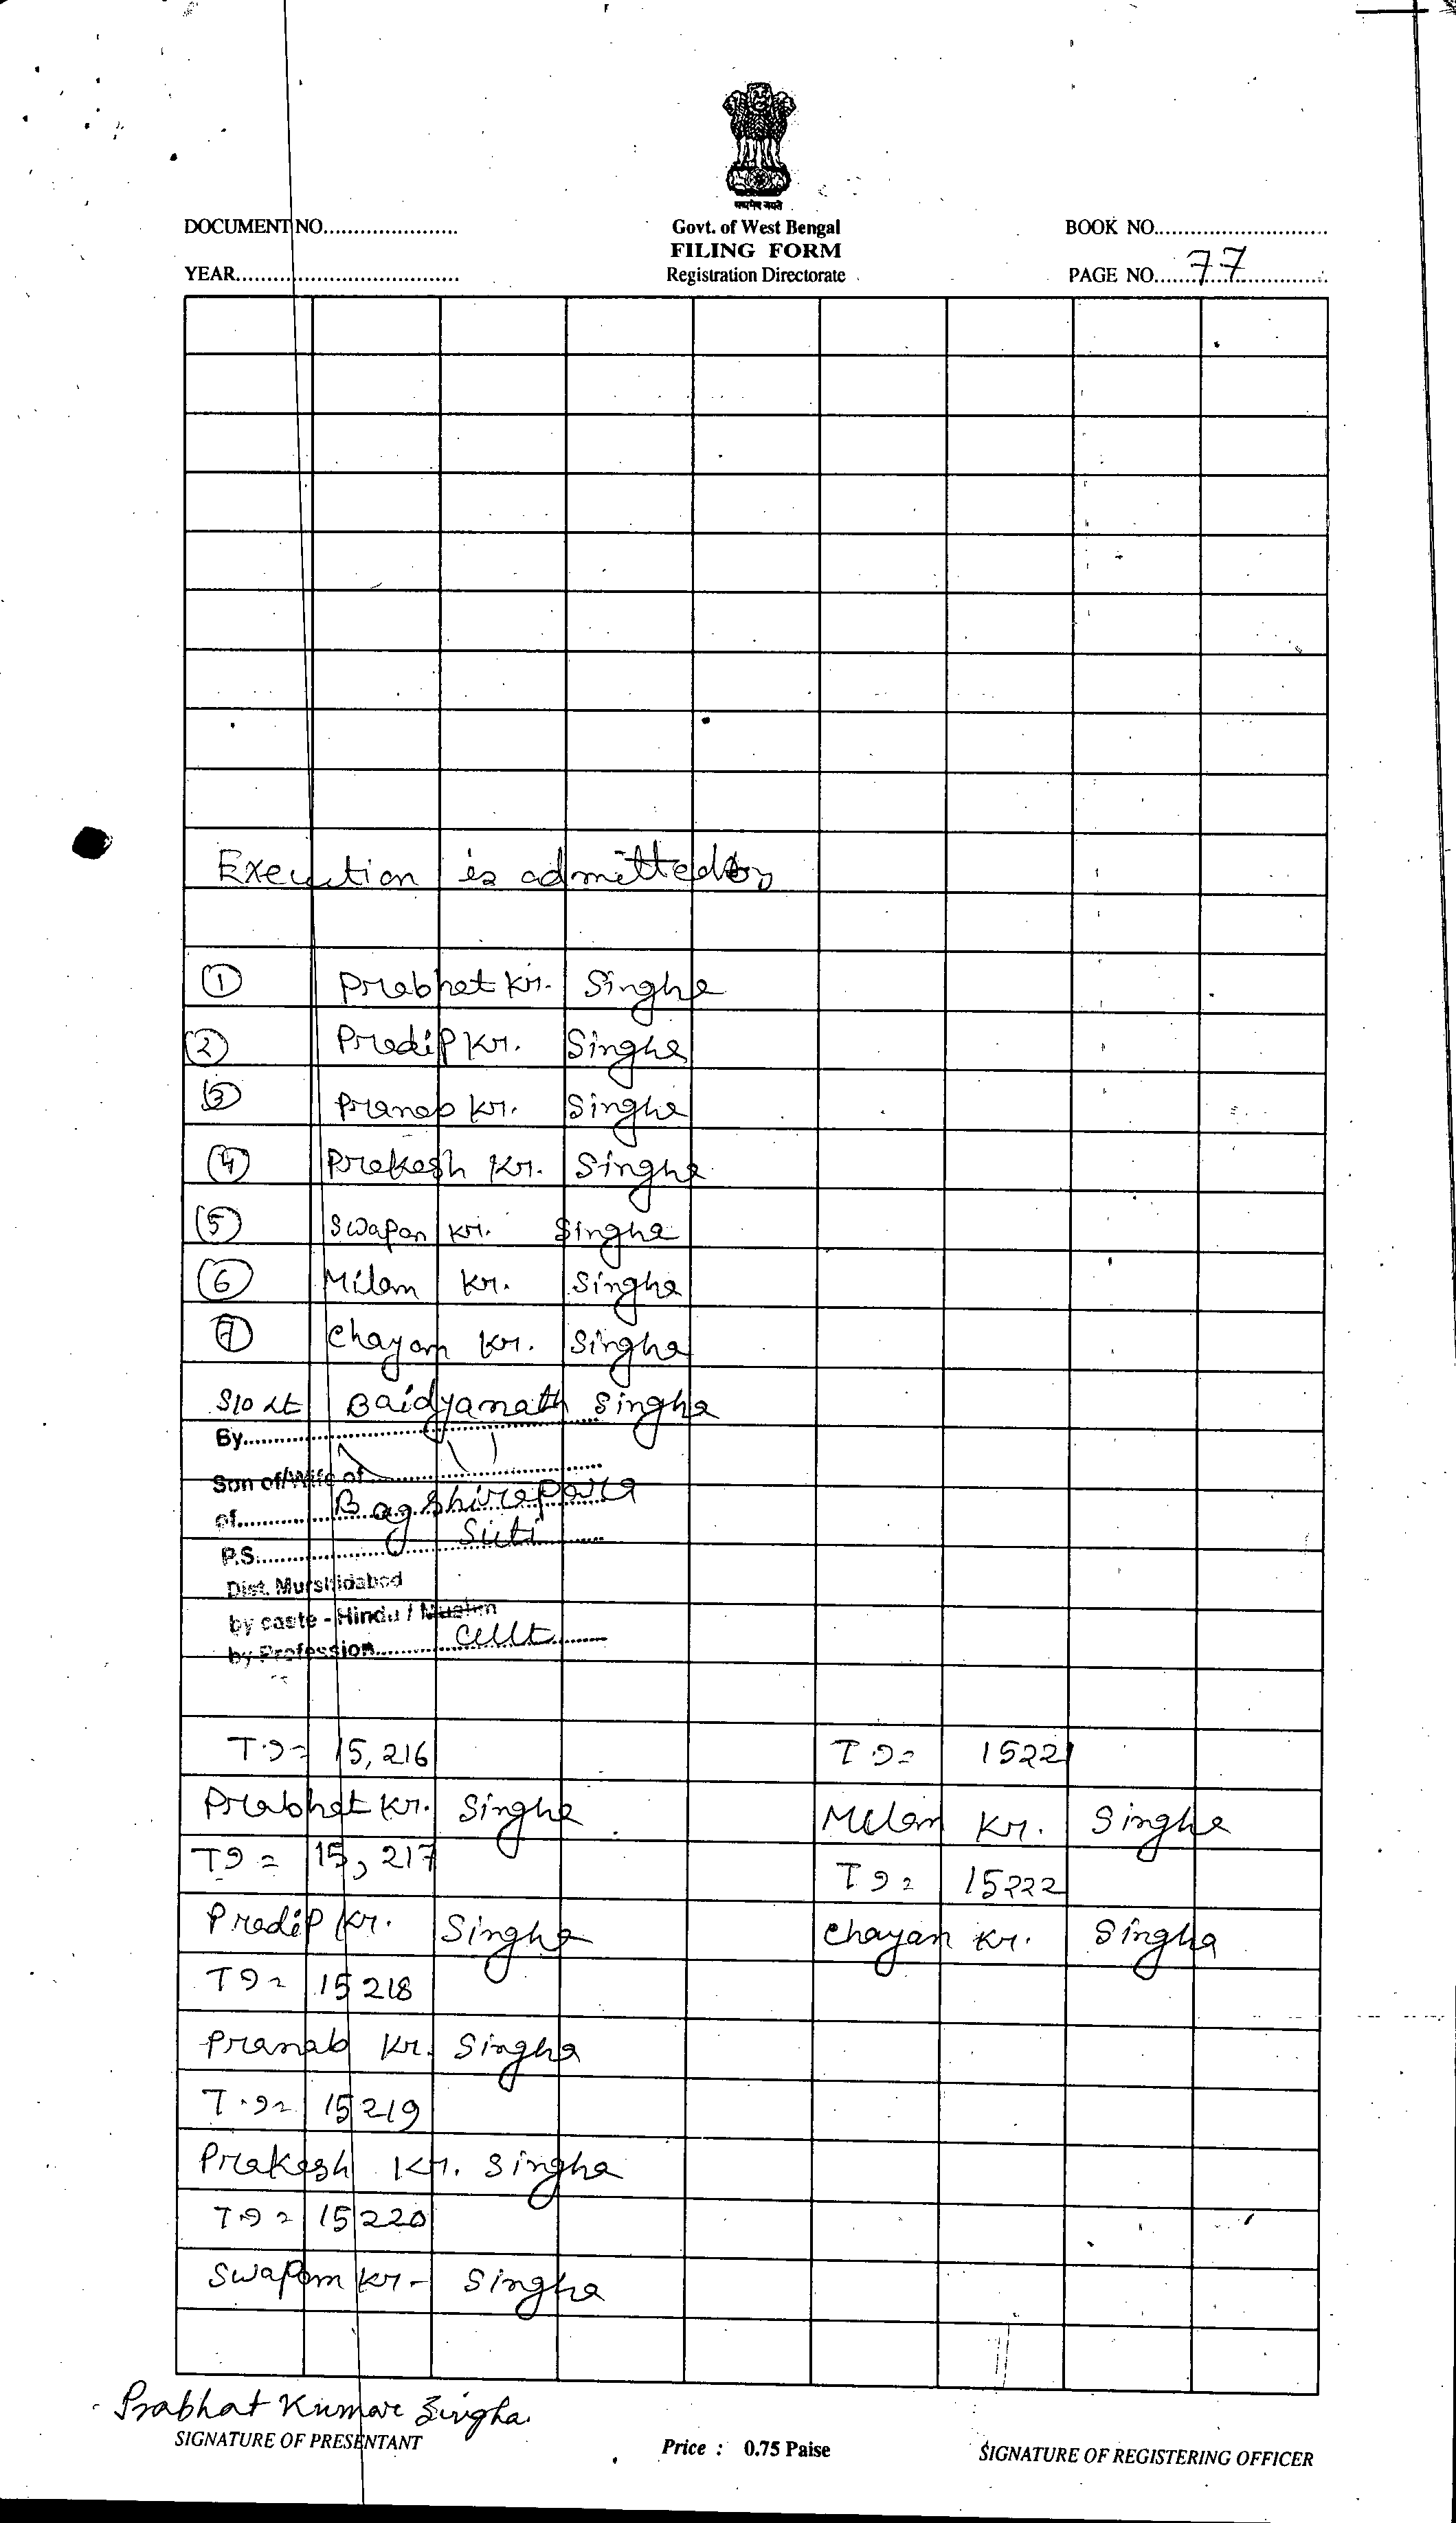 सत्यमेव जयते
DOCUMENT NO......................
Govt. of West Bengal
BOOK NO............................
FILING FORM
YEAR.....................................
Registration Directorate
PAGE NO. 77
Execution is admitted by
① Prabhat Kr. Singha
② Pradip Kr. Singha
③ Pranab Kr. Singha
④ Prakash Kr. Singha
⑤ Swapan Kr. Singha
⑥ Milan Kr. Singha
⑦ Chayan Kr. Singha
S/o Lt Baidyanath Singha
By..............................
Son of/Wife of..............................
of Bagshirapara
P.S. Suti
Dist. Murshidabad
by caste - Hindu / Muslim
by Profession cult
15,216
Prabhat Kr. Singha
15,217
Pradip Kr. Singha
15218
Pranab Kr. Singha
15219
Prakash Kr. Singha
15220
Swapan Kr- Singha
15221
Milan Kr. Singha
15222
Chayan Kr. Singha
Prabhat Kumar Singha.
SIGNATURE OF PRESENTANT
Price : 0.75 Paise
SIGNATURE OF REGISTERING OFFICER